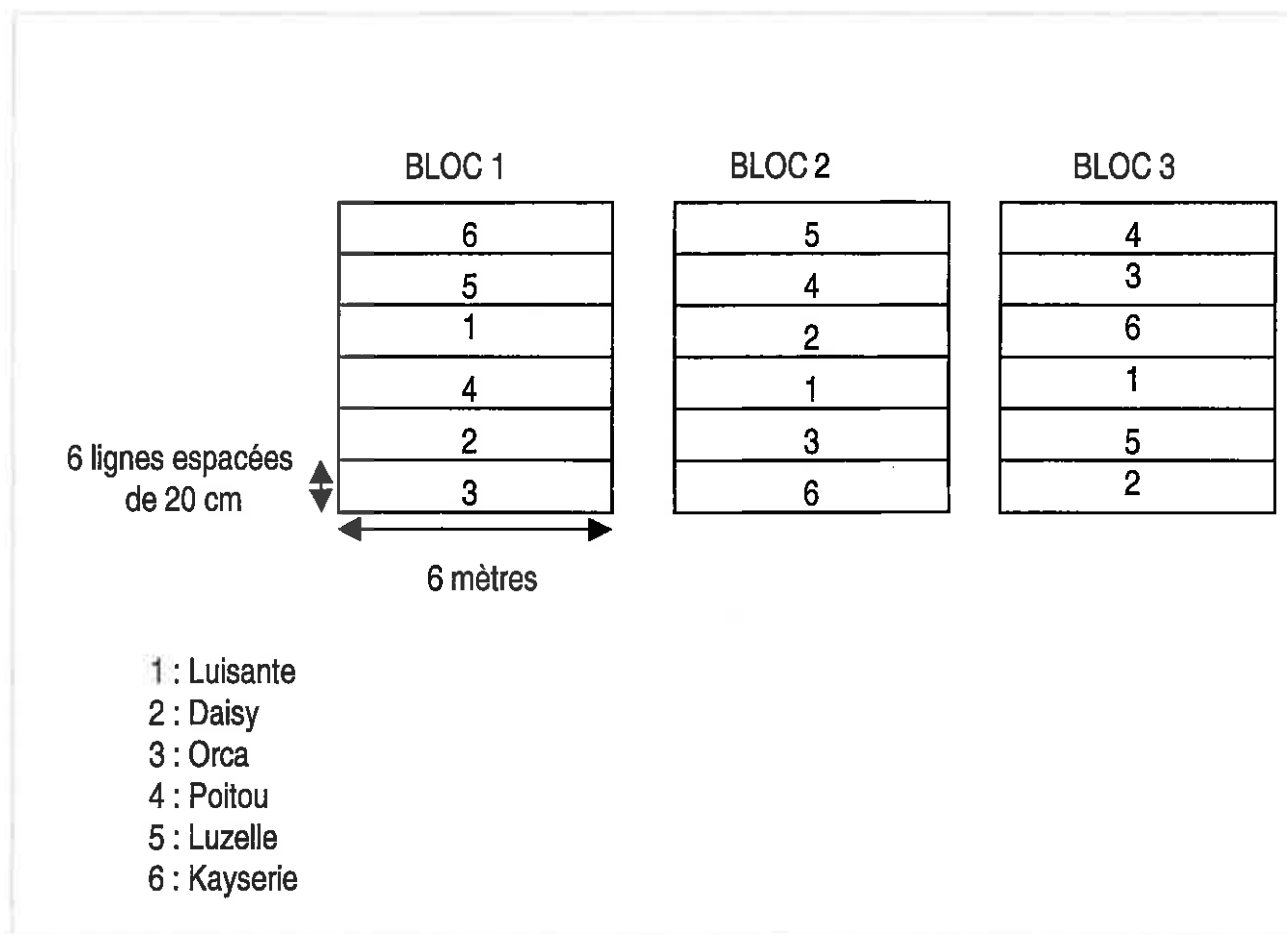 BLOC 1 BLOC 2 BLOC 3
6 5 4
5 4 3
1 2 6
4 1 1
2 3 5
3 6 2
6 lignes espacées
de 20 cm
6 mètres
1 : Luisante
2 : Daisy
3 : Orca
4 : Poitou
5 : Luzelle
6 : Kayserie